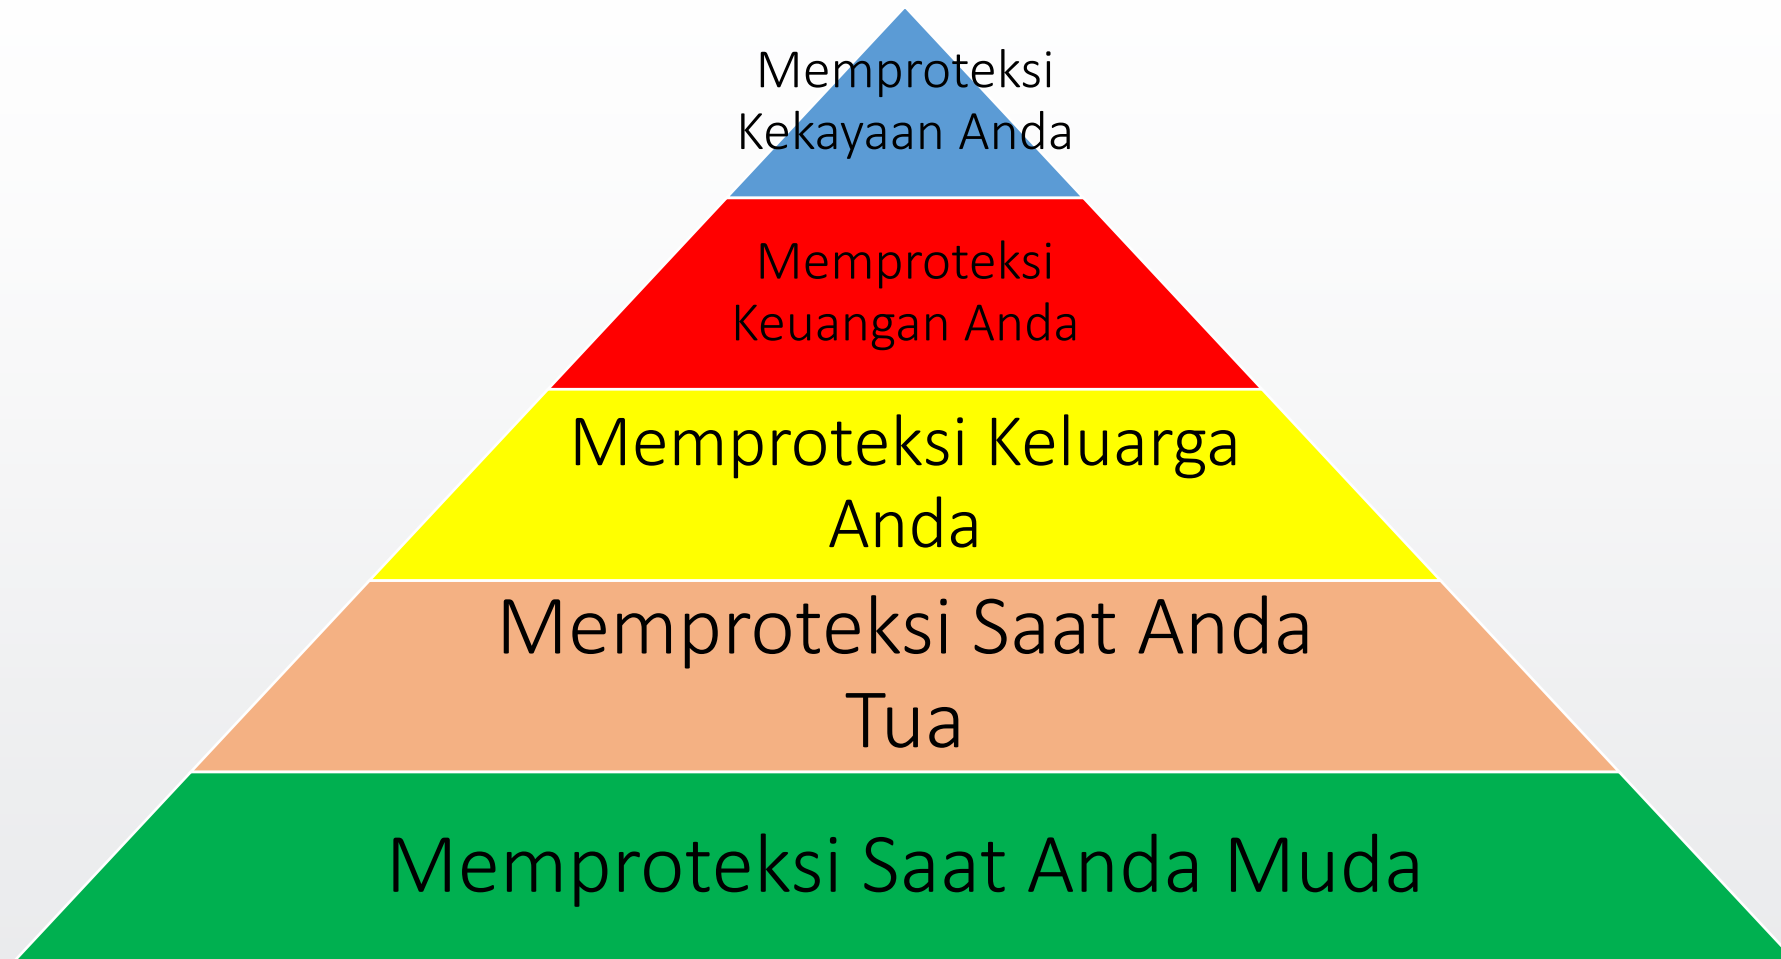 Memproteksi
Kekayaan Anda
Memproteksi
Keuangan Anda
Memproteksi Keluarga
Anda
Memproteksi Saat Anda
Tua
Memproteksi Saat Anda Muda